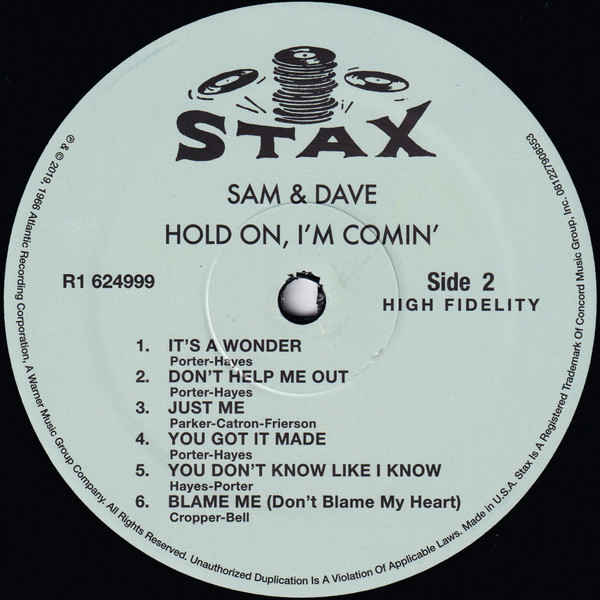 STAX
SAM & DAVE
HOLD ON, I'M COMIN'
R1 624999
Side 2
HIGH FIDELITY
1. IT'S A WONDER
Porter-Hayes
2. DON'T HELP ME OUT
Porter-Hayes
3. JUST ME
Parker-Catron-Frierson
4. YOU GOT IT MADE
Porter-Hayes
5. YOU DON'T KNOW LIKE I KNOW
Hayes-Porter
6. BLAME ME (Don't Blame My Heart)
Cropper-Bell
℗ & © 2019, 1966 Atlantic Recording Corporation, A Warner Music Group Company. All Rights Reserved. Unauthorized Duplication Is A Violation Of Applicable Laws. Made in U.S.A. Stax Is A Registered Trademark Of Concord Music Group, Inc. 081227908553